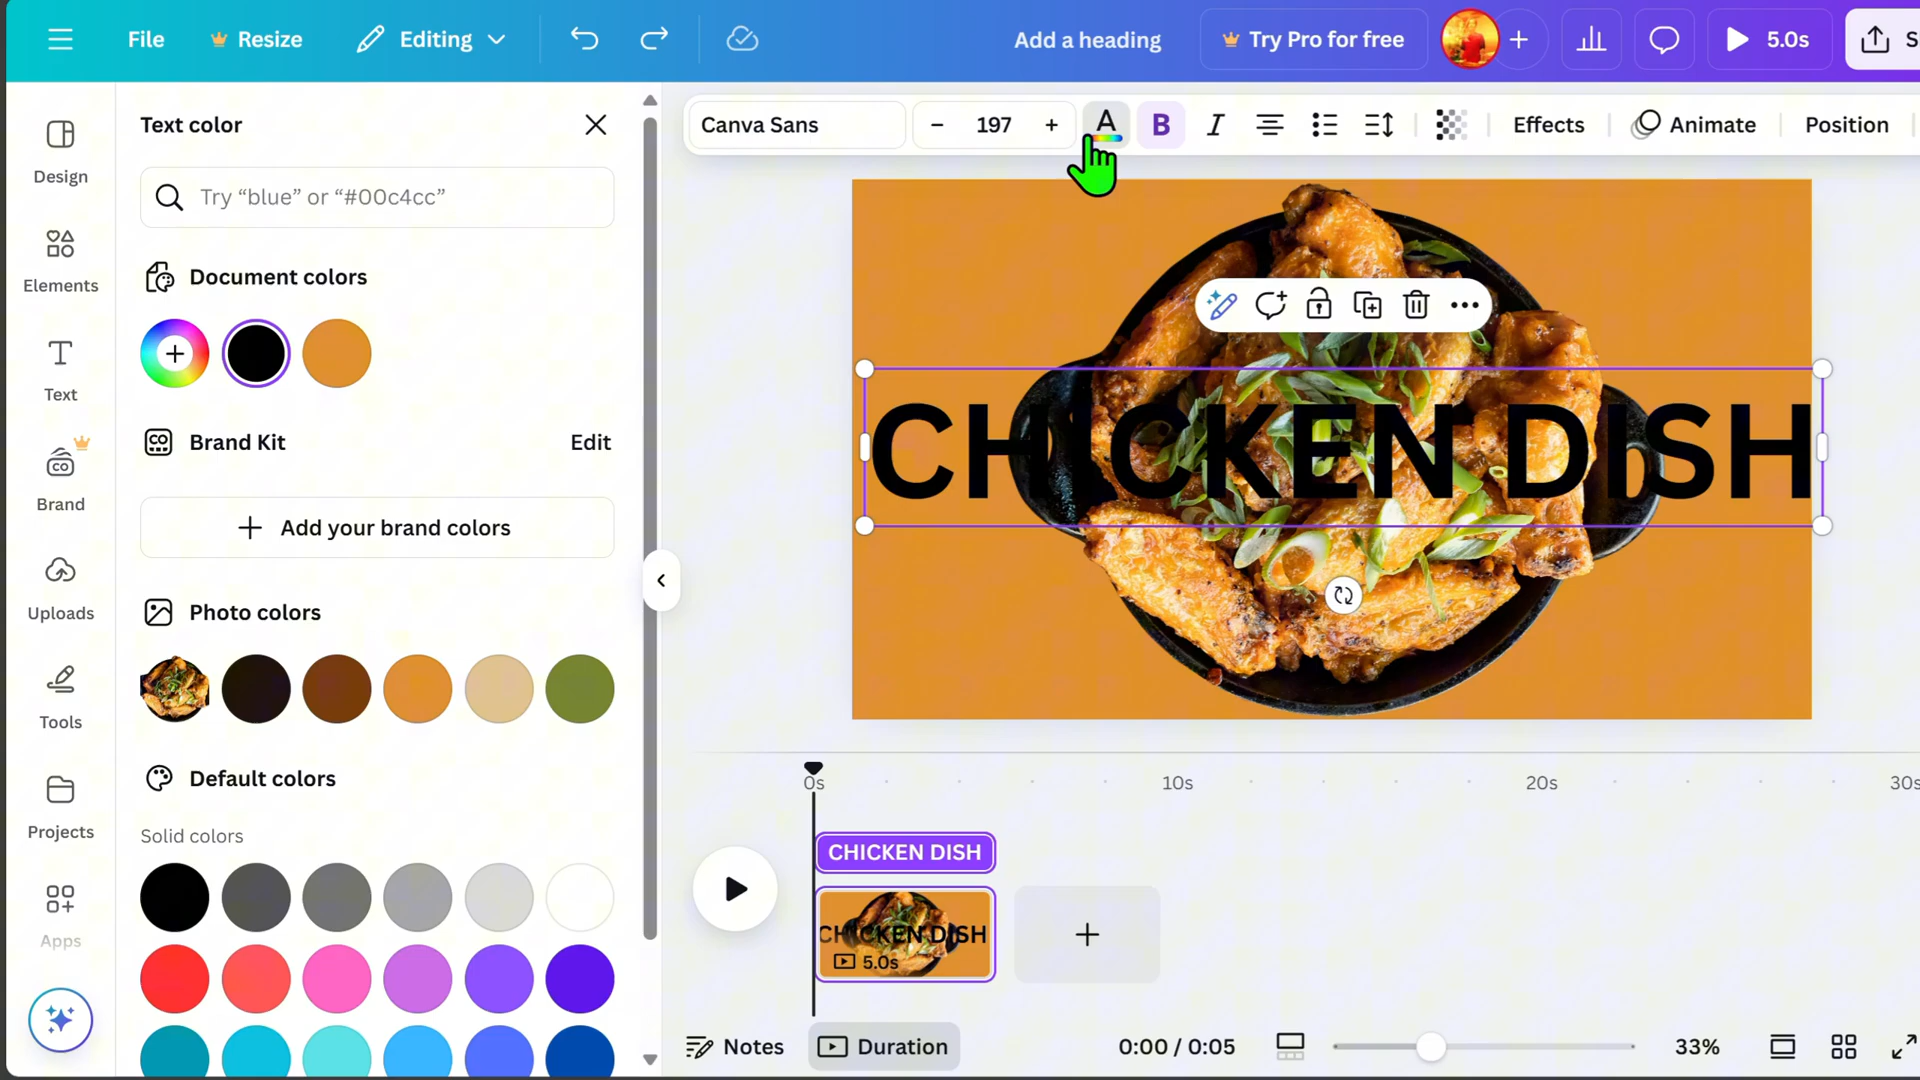 File
Resize
Editing
Add a heading
Try Pro for free
5.0s
S
Design
Elements
Text
Brand
Uploads
Tools
Projects
Apps
Text color
Try “blue” or “#00c4cc”
Document colors
Brand Kit
Edit
CO
Add your brand colors
Photo colors
Default colors
Solid colors
Canva Sans
– 197 +
A
B
I
Effects
Animate
Position
CHICKEN DISH
0s
10s
20s
30s
CHICKEN DISH
CHICKEN DISH
5.0s
Notes
Duration
0:00 / 0:05
33%